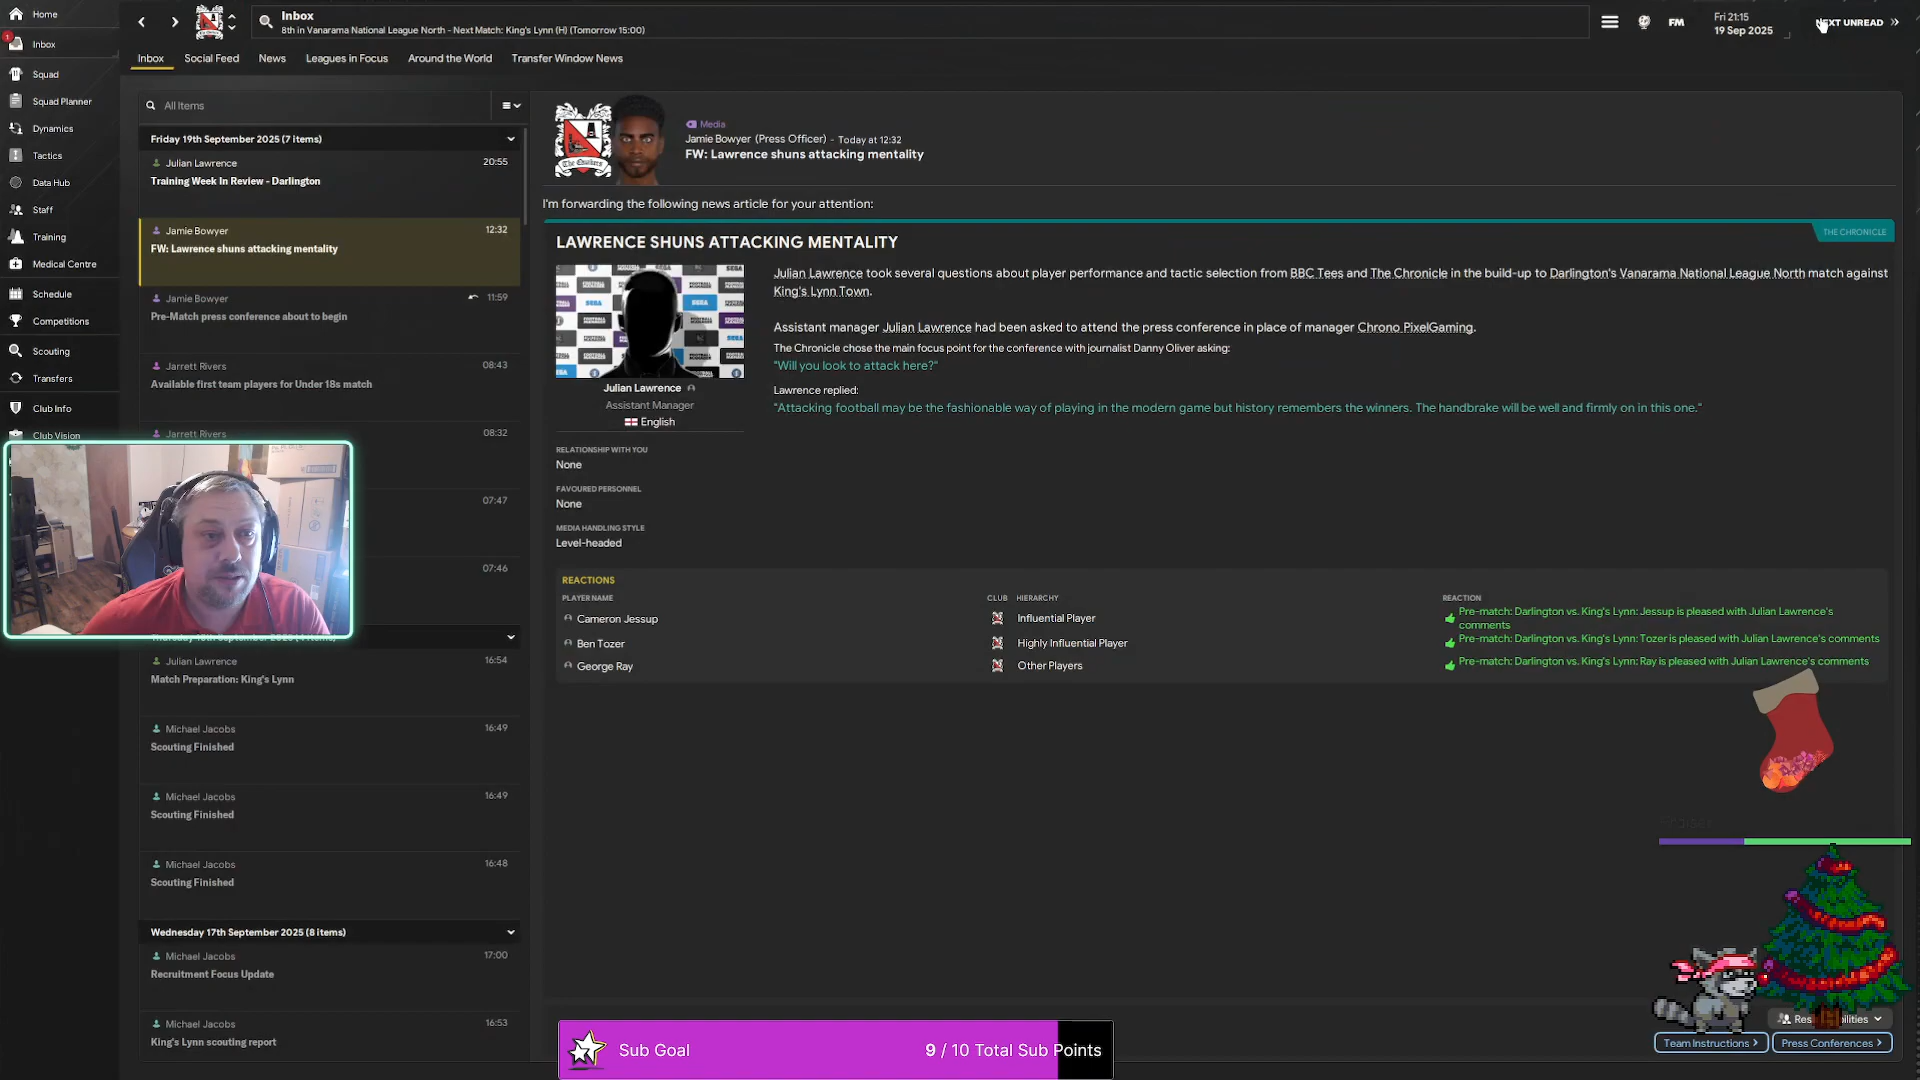 Home
Inbox
8th in Vanarama National League North - Next Match: King's Lynn (H) (Tomorrow 15:00)
FM
Fri 21:15
19 Sep 2025
NEXT UNREAD
1
Inbox
Squad
Squad Planner
Dynamics
Tactics
Data Hub
Staff
Training
Medical Centre
Schedule
Competitions
Scouting
Transfers
Club Info
Club Vision
Inbox
Social Feed
News
Leagues in Focus
Around the World
Transfer Window News
All Items
Friday 19th September 2025 (7 items)
Julian Lawrence
20:55
Training Week In Review - Darlington
Jamie Bowyer
12:32
FW: Lawrence shuns attacking mentality
Jamie Bowyer
11:59
Pre-Match press conference about to begin
Jarrett Rivers
08:43
Available first team players for Under 18s match
Jarrett Rivers
08:32
07:47
07:46
Julian Lawrence
16:54
Match Preparation: King's Lynn
Michael Jacobs
16:49
Scouting Finished
Michael Jacobs
16:49
Scouting Finished
Michael Jacobs
16:48
Scouting Finished
Wednesday 17th September 2025 (8 items)
Michael Jacobs
17:00
Recruitment Focus Update
Michael Jacobs
16:53
King's Lynn scouting report
The Quakers
Media
Jamie Bowyer (Press Officer) - Today at 12:32
FW: Lawrence shuns attacking mentality
I'm forwarding the following news article for your attention:
THE CHRONICLE
LAWRENCE SHUNS ATTACKING MENTALITY
Julian Lawrence took several questions about player performance and tactic selection from BBC Tees and The Chronicle in the build-up to Darlington's Vanarama National League North match against
King's Lynn Town.
Assistant manager Julian Lawrence had been asked to attend the press conference in place of manager Chrono PixelGaming.
The Chronicle chose the main focus point for the conference with journalist Danny Oliver asking:
"Will you look to attack here?"
Lawrence replied:
"Attacking football may be the fashionable way of playing in the modern game but history remembers the winners. The handbrake will be well and firmly on in this one."
SEGA
Julian Lawrence
Assistant Manager
English
RELATIONSHIP WITH YOU
None
FAVOURED PERSONNEL
None
MEDIA HANDLING STYLE
Level-headed
REACTIONS
PLAYER NAME
CLUB
HIERARCHY
REACTION
Cameron Jessup
Influential Player
Pre-match: Darlington vs. King's Lynn: Jessup is pleased with Julian Lawrence's
comments
Ben Tozer
Highly Influential Player
Pre-match: Darlington vs. King's Lynn: Tozer is pleased with Julian Lawrence's comments
George Ray
Other Players
Pre-match: Darlington vs. King's Lynn: Ray is pleased with Julian Lawrence's comments
Team Instructions
Press Conferences
Sub Goal
9 / 10 Total Sub Points